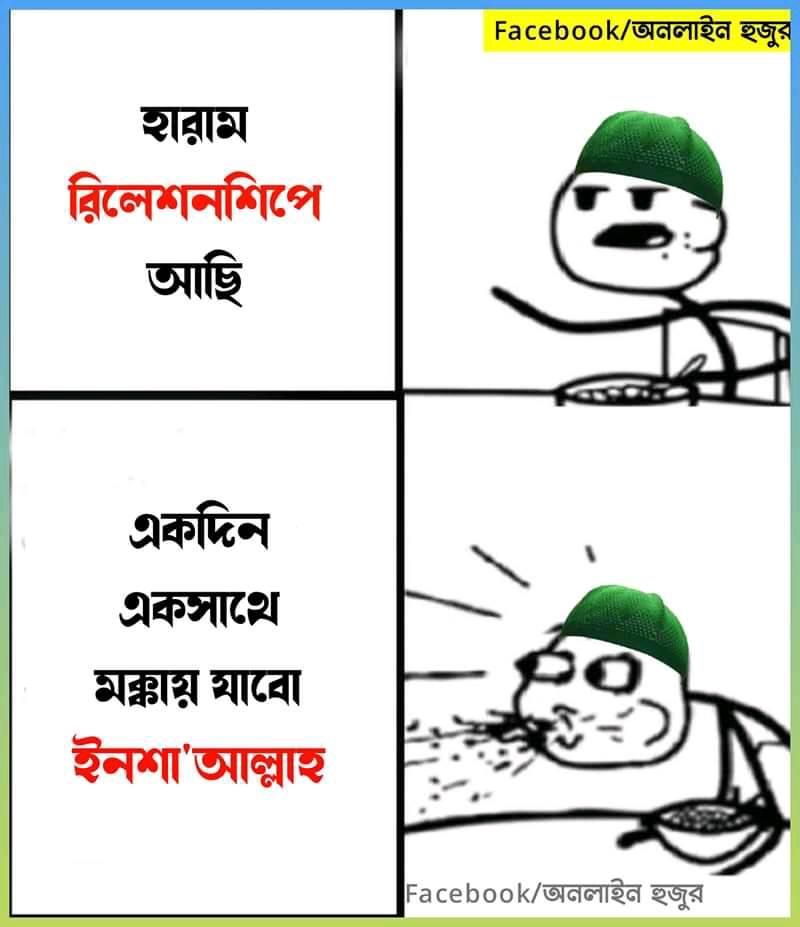 Facebook/অনলাইন হুজুর
হারাম
রিলেশনশিপে
আছি
একদিন
একসাথে
মক্কায় যাবো
ইনশা'আল্লাহ
Facebook/অনলাইন হুজুর